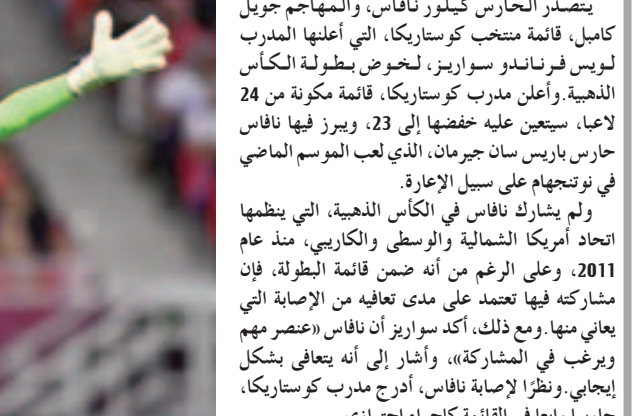 يتصدر الحارس كيلور نافاس، والمهاجم جويل
كامبل، قائمة منتخب كوستاريكا، التي أعلنها المدرب
لويس فرناندو سواريز، لخوض بطولة الكأس
الذهبية.وأعلن مدرب كوستاريكا، قائمة مكونة من 24
لاعبا، سيتعين عليه خفضها إلى 23، ويبرز فيها نافاس
حارس باريس سان جيرمان، الذي لعب الموسم الماضي
في نوتنجهام على سبيل الإعارة.
ولم يشارك نافاس في الكأس الذهبية، التي ينظمها
اتحاد أمريكا الشمالية والوسطى والكاريبي، منذ عام
2011، وعلى الرغم من أنه ضمن قائمة البطولة، فإن
مشاركته فيها تعتمد على مدى تعافيه من الإصابة التي
يعاني منها.ومع ذلك، أكد سواريز أن نافاس «عنصر مهم
ويرغب في المشاركة»، وأشار إلى أنه يتعافى بشكل
إيجابي.ونظرًا لإصابة نافاس، أدرج مدرب كوستاريكا،